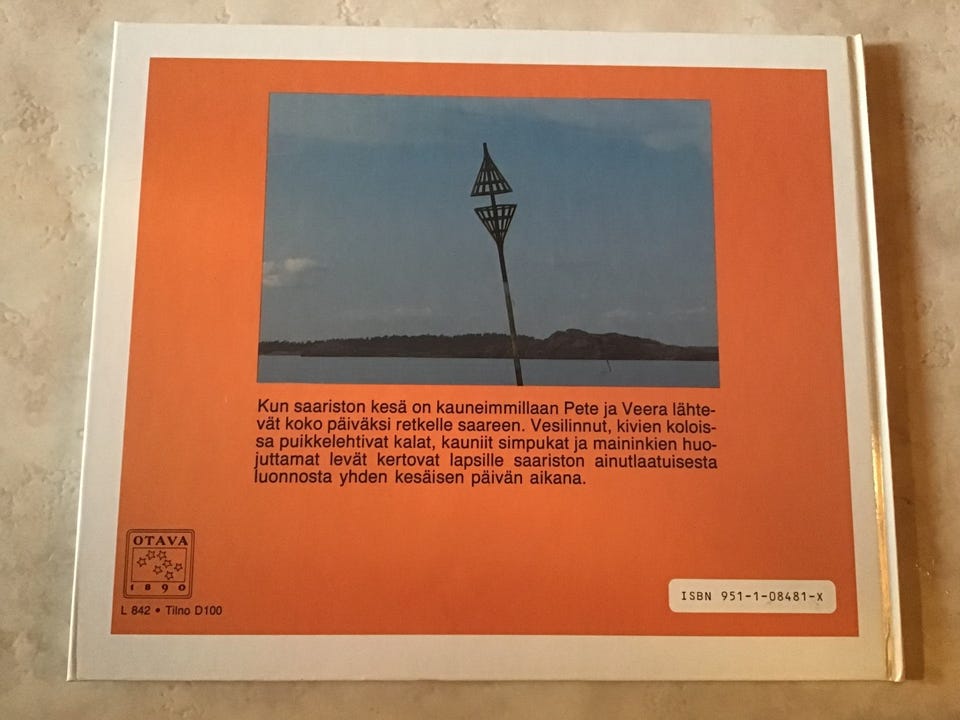 Kun saariston kesä on kauneimmillaan Pete ja Veera lähte-
vät koko päiväksi retkelle saareen. Vesilinnut, kivien kolois-
sa puikkelehtivat kalat, kauniit simpukat ja maininkien huo-
juttamat levät kertovat lapsille saariston ainutlaatuisesta
luonnosta yhden kesäisen päivän aikana.
OTAVA
1890
L 842 • Tilno D100
ISBN 951-1-08481-X